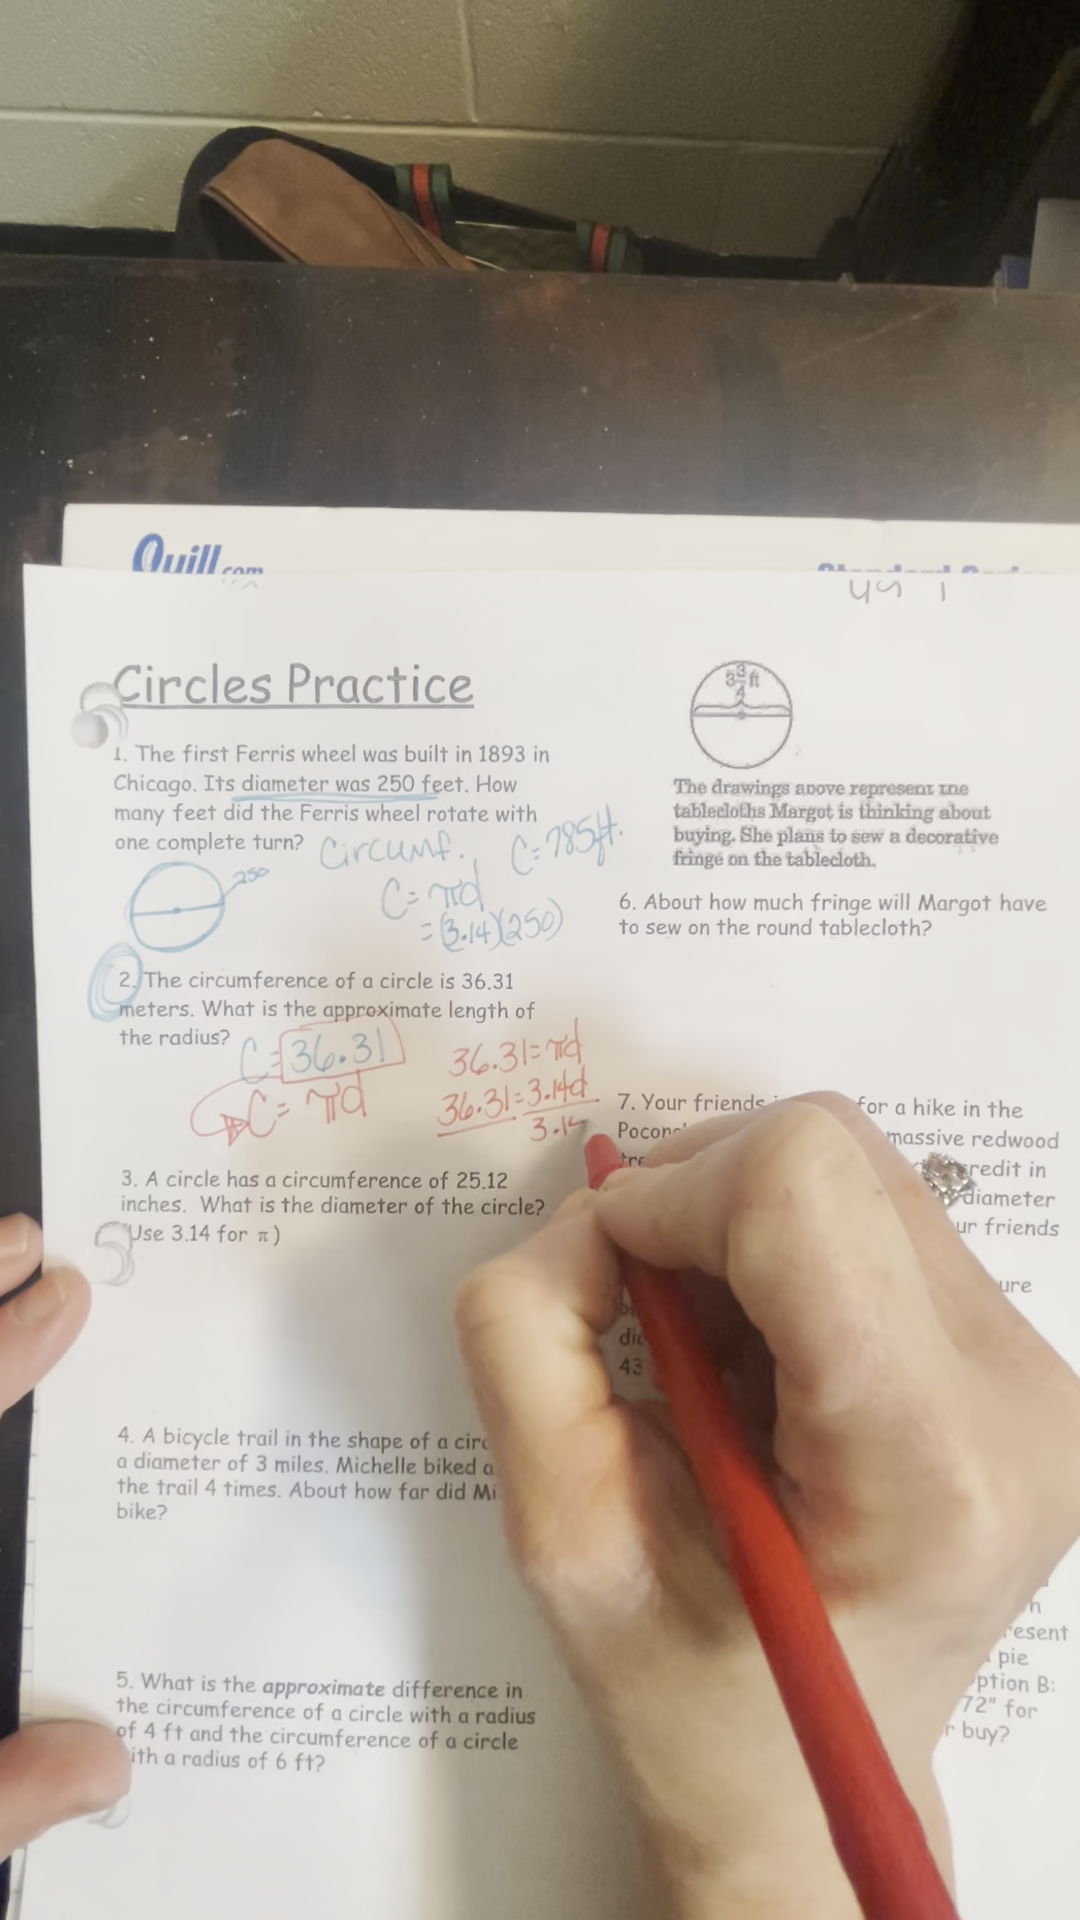 Quill.com
Circles Practice
1. The first Ferris wheel was built in 1893 in
Chicago. Its diameter was 250 feet. How
many feet did the Ferris wheel rotate with
one complete turn?
Circumf.
C=785ft.
250
C=πd
=(3.14)(250)
2. The circumference of a circle is 36.31
meters. What is the approximate length of
the radius?
C=36.31
C=πd
36.31=πd
36.31=3.14d
3.14
3. A circle has a circumference of 25.12
inches. What is the diameter of the circle?
Use 3.14 for π)
4. A bicycle trail in the shape of a circ
a diameter of 3 miles. Michelle biked a
the trail 4 times. About how far did Mi
bike?
5. What is the approximate difference in
the circumference of a circle with a radius
of 4 ft and the circumference of a circle
ith a radius of 6 ft?
3 3/4 ft
The drawings above represent the
tablecloths Margot is thinking about
buying. She plans to sew a decorative
fringe on the tablecloth.
6. About how much fringe will Margot have
to sew on the round tablecloth?
7. Your friends for a hike in the
massive redwood
redit in
diameter
ur friends
ure
43
esent
pie
ption B:
72" for
r buy?